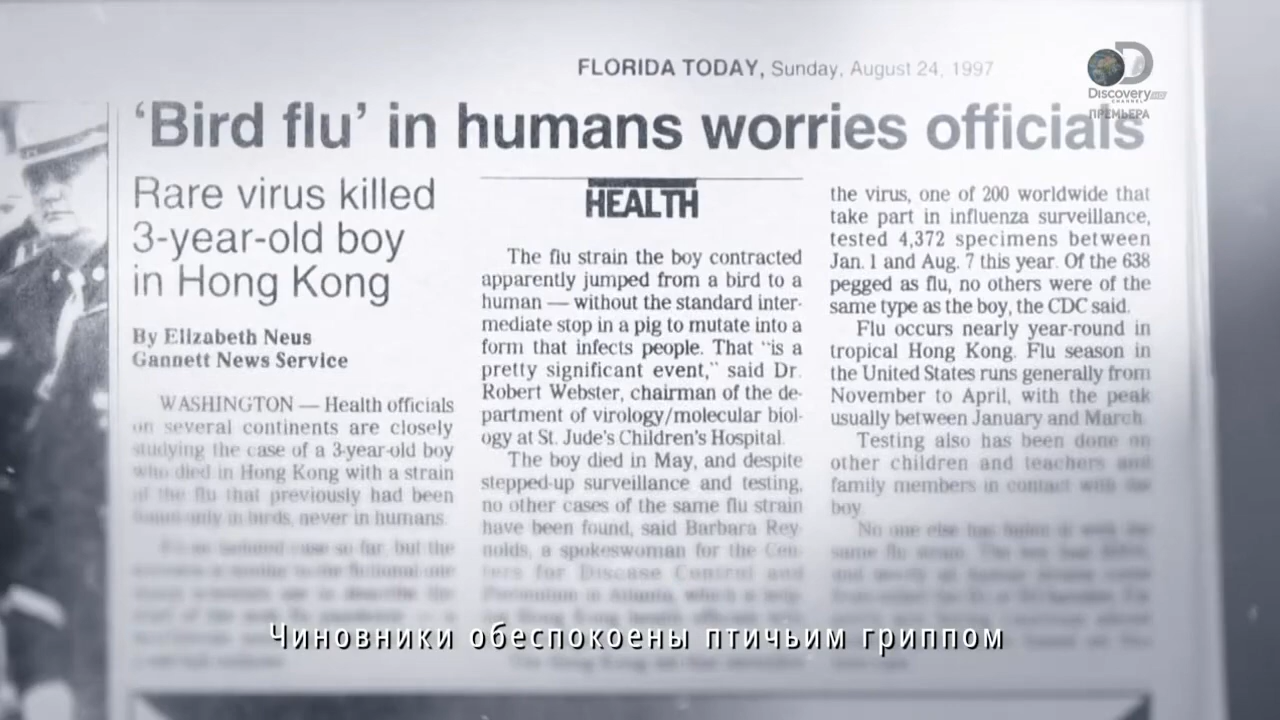 FLORIDA TODAY, Sunday, August 24, 1997
Discovery
CHANNEL HD
ПРЕМЬЕРА
'Bird flu' in humans worries officials
Rare virus killed
3-year-old boy
in Hong Kong
By Elizabeth Neus
Gannett News Service
WASHINGTON — Health officials
on several continents are closely
studying the case of a 3-year-old boy
who died in Hong Kong with a strain
of the flu that previously had been
found only in birds, never in humans.
HEALTH
The flu strain the boy contracted
apparently jumped from a bird to a
human — without the standard inter-
mediate stop in a pig to mutate into a
form that infects people. That "is a
pretty significant event," said Dr.
Robert Webster, chairman of the de-
partment of virology/molecular biol-
ogy at St. Jude's Children's Hospital.
The boy died in May, and despite
stepped-up surveillance and testing,
no other cases of the same flu strain
have been found, said Barbara Rey-
nolds, a spokeswoman for the Cen-
ters for Disease Control and
the virus, one of 200 worldwide that
take part in influenza surveillance,
tested 4,372 specimens between
Jan. 1 and Aug. 7 this year. Of the 638
pegged as flu, no others were of the
same type as the boy, the CDC said.
Flu occurs nearly year-round in
tropical Hong Kong. Flu season in
the United States runs generally from
November to April, with the peak
usually between January and March.
Testing also has been done on
other children and teachers and
family members in contact with the
boy.
Чиновники обеспокоены птичьим гриппом